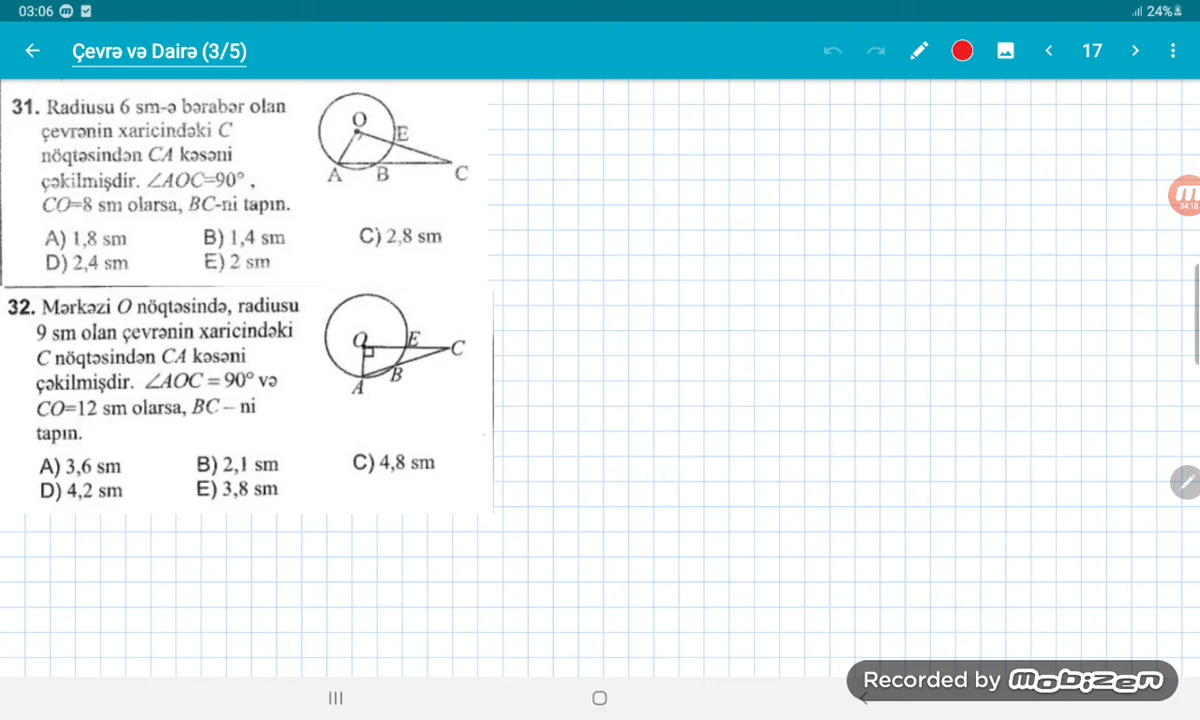 03:06 m 24%
Çevrə və Dairə (3/5) 17
31. Radiusu 6 sm-ə bərabər olan
çevrənin xaricindəki C
nöqtəsindən CA kəsəni
çəkilmişdir. ∠AOC=90° ,
CO=8 sm olarsa, BC-ni tapın.
O
E
A B C
A) 1,8 sm B) 1,4 sm C) 2,8 sm
D) 2,4 sm E) 2 sm
m
34:18
32. Mərkəzi O nöqtəsində, radiusu
9 sm olan çevrənin xaricindəki
C nöqtəsindən CA kəsəni
çəkilmişdir. ∠AOC = 90° və
CO=12 sm olarsa, BC – ni
tapın.
O E C
A B
A) 3,6 sm B) 2,1 sm C) 4,8 sm
D) 4,2 sm E) 3,8 sm
Recorded by mobizen